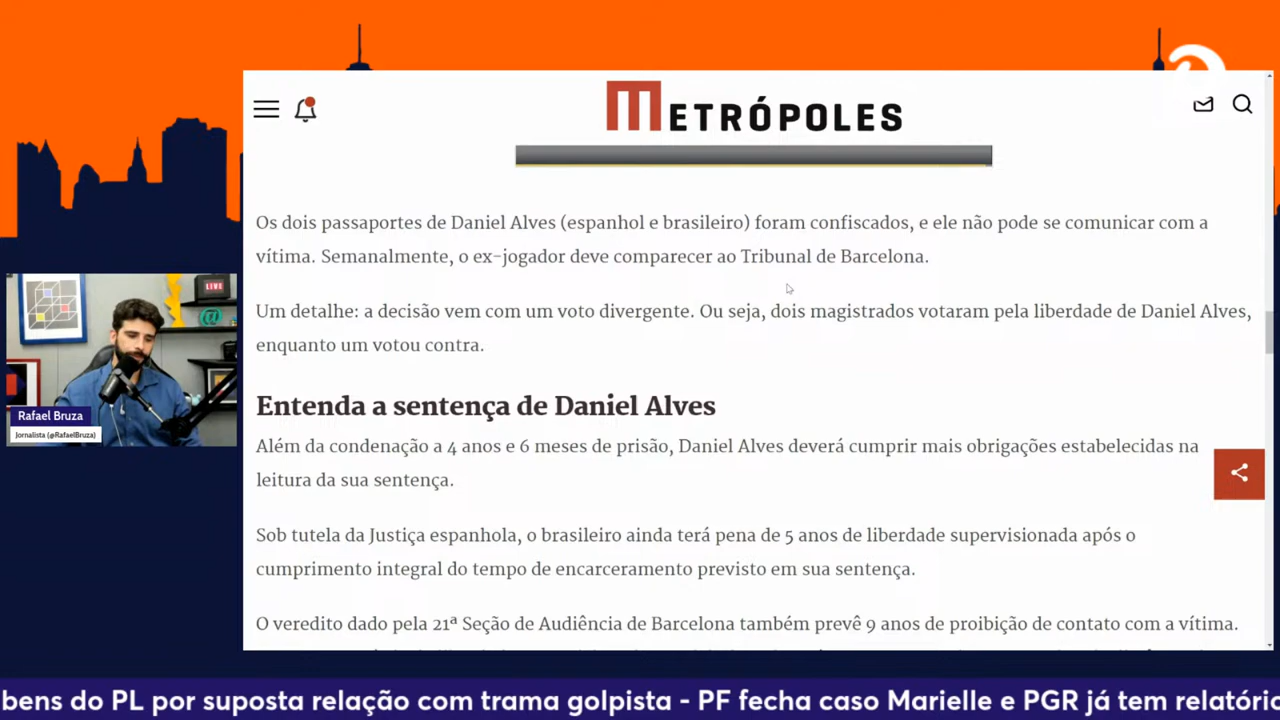 METRÓPOLES
Os dois passaportes de Daniel Alves (espanhol e brasileiro) foram confiscados, e ele não pode se comunicar com a
vítima. Semanalmente, o ex-jogador deve comparecer ao Tribunal de Barcelona.
Um detalhe: a decisão vem com um voto divergente. Ou seja, dois magistrados votaram pela liberdade de Daniel Alves,
enquanto um votou contra.
Entenda a sentença de Daniel Alves
Além da condenação a 4 anos e 6 meses de prisão, Daniel Alves deverá cumprir mais obrigações estabelecidas na
leitura da sua sentença.
Sob tutela da Justiça espanhola, o brasileiro ainda terá pena de 5 anos de liberdade supervisionada após o
cumprimento integral do tempo de encarceramento previsto em sua sentença.
O veredito dado pela 21ª Seção de Audiência de Barcelona também prevê 9 anos de proibição de contato com a vítima.
LIVE
@
Rafael Bruza
Jornalista (@RafaelBruza)
bens do PL por suposta relação com trama golpista - PF fecha caso Marielle e PGR já tem relatóri